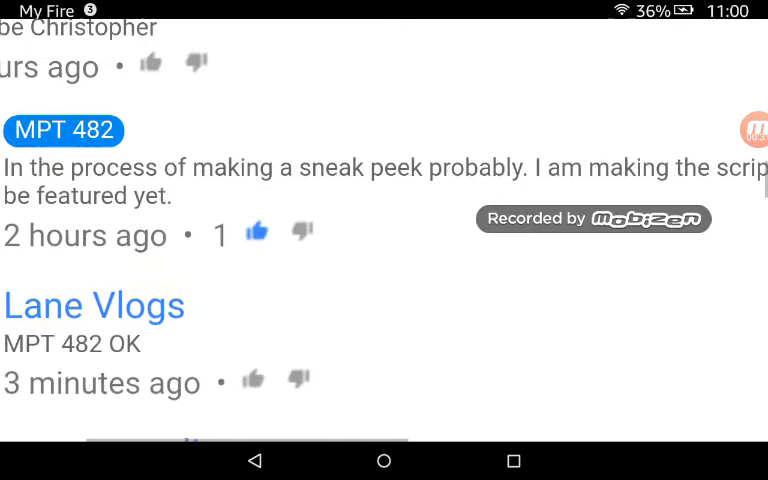 My Fire 3 36% 11:00
be Christopher
urs ago •
MPT 482
In the process of making a sneak peek probably. I am making the scrip
be featured yet.
Recorded by mobizen
2 hours ago • 1
Lane Vlogs
MPT 482 OK
3 minutes ago •